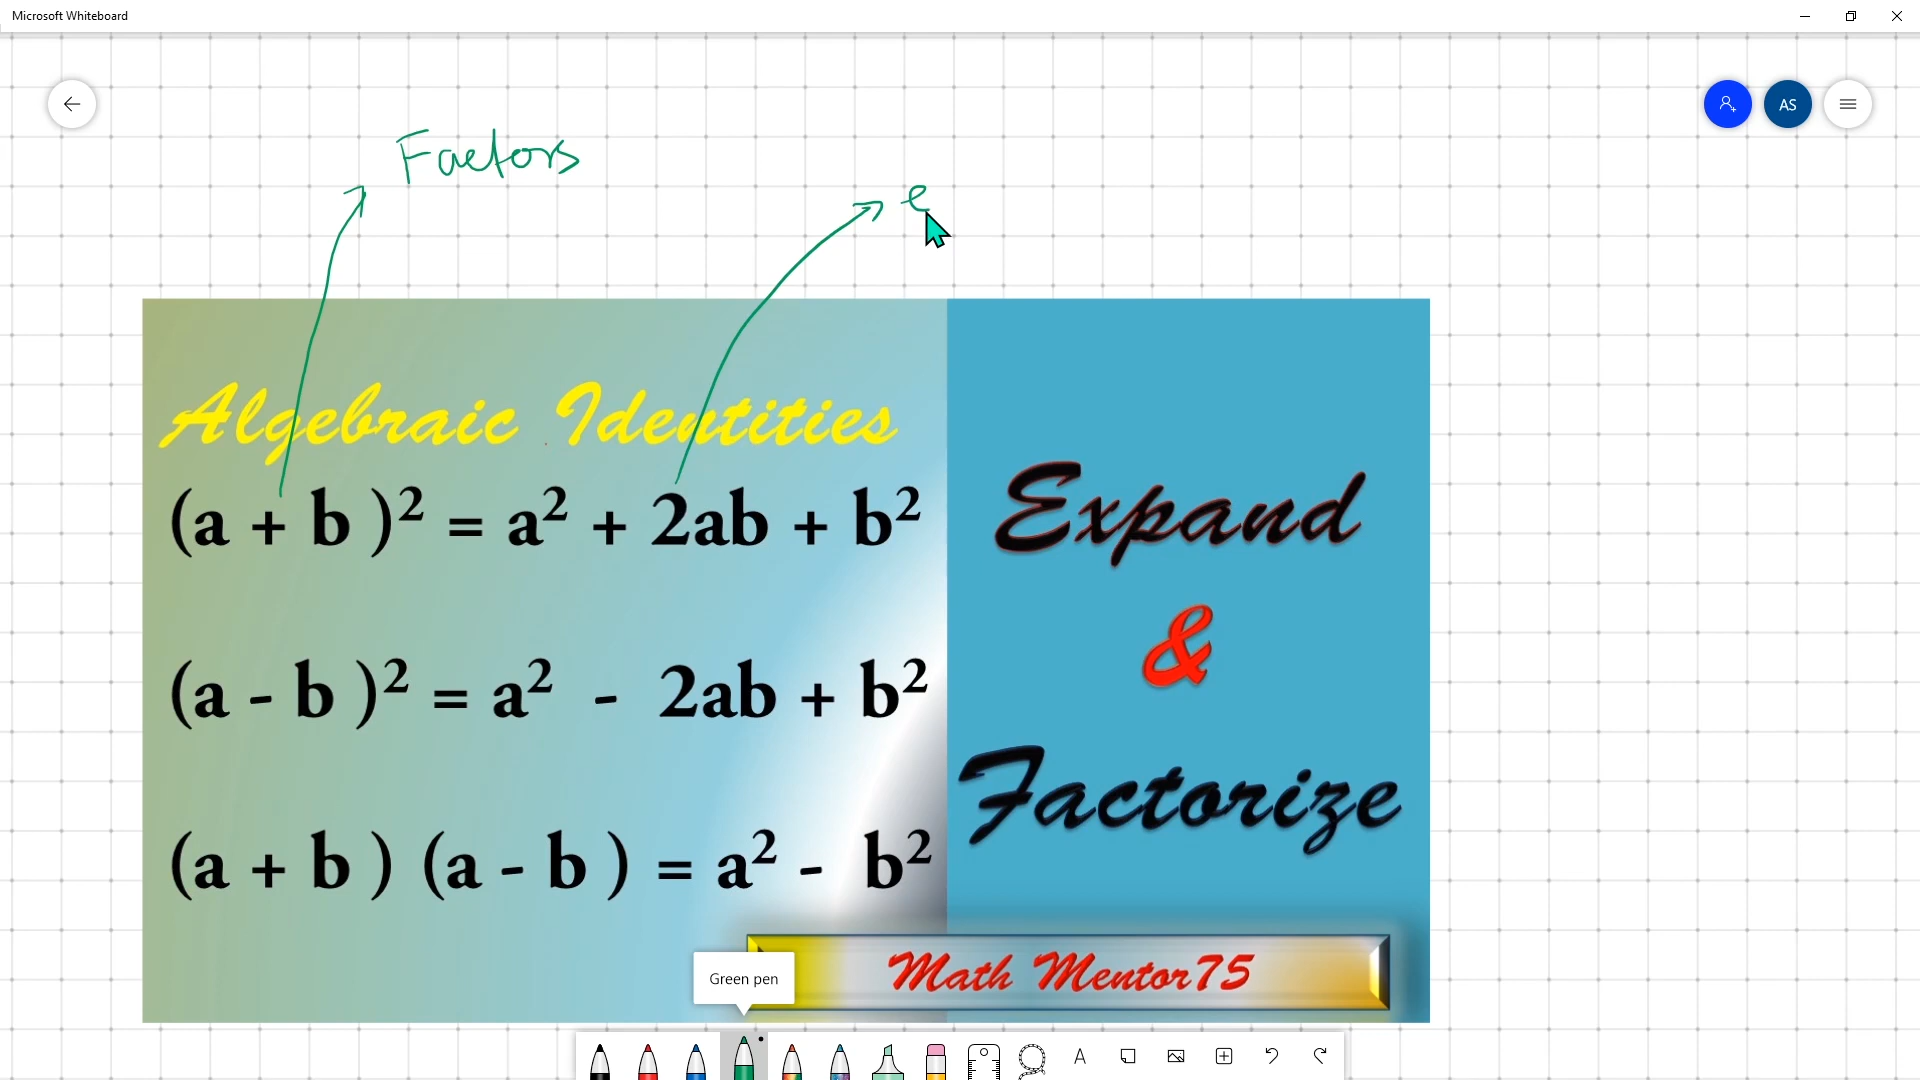 Microsoft Whiteboard
AS
Factors
e
Algebraic Identities
(a + b )² = a² + 2ab + b²
(a - b )² = a² - 2ab + b²
(a + b ) (a - b ) = a² - b²
Expand
&
Factorize
Math Mentor75
Green pen
A